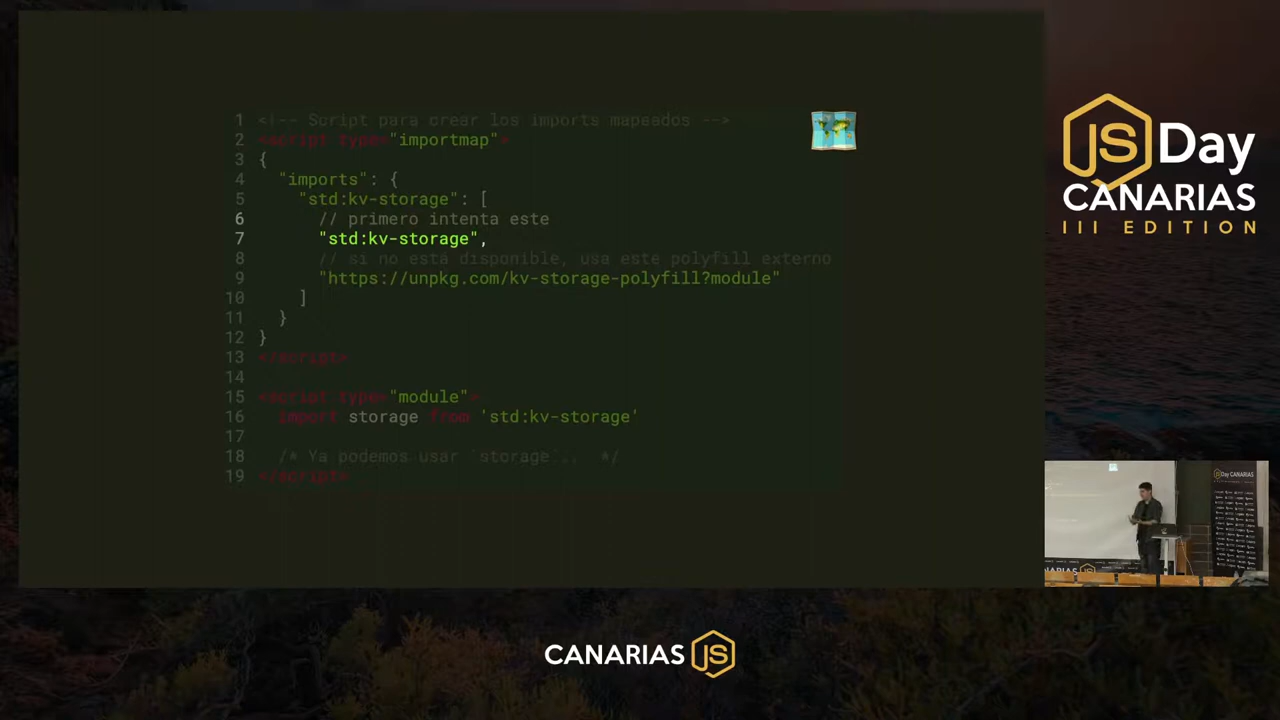 1 <!-- Script para crear los imports mapeados -->
2 <script type="importmap">
3 {
4 "imports": {
5 "std:kv-storage": [
6 // primero intenta este
7 "std:kv-storage",
8 // si no está disponible, usa este polyfill externo
9 "https://unpkg.com/kv-storage-polyfill?module"
10 ]
11 }
12 }
13 </script>
14
15 <script type="module">
16 import storage from 'std:kv-storage'
17
18 /* Ya podemos usar `storage`... */
19 </script>
JS Day
CANARIAS
III EDITION
JS Day CANARIAS
CANARIAS JS